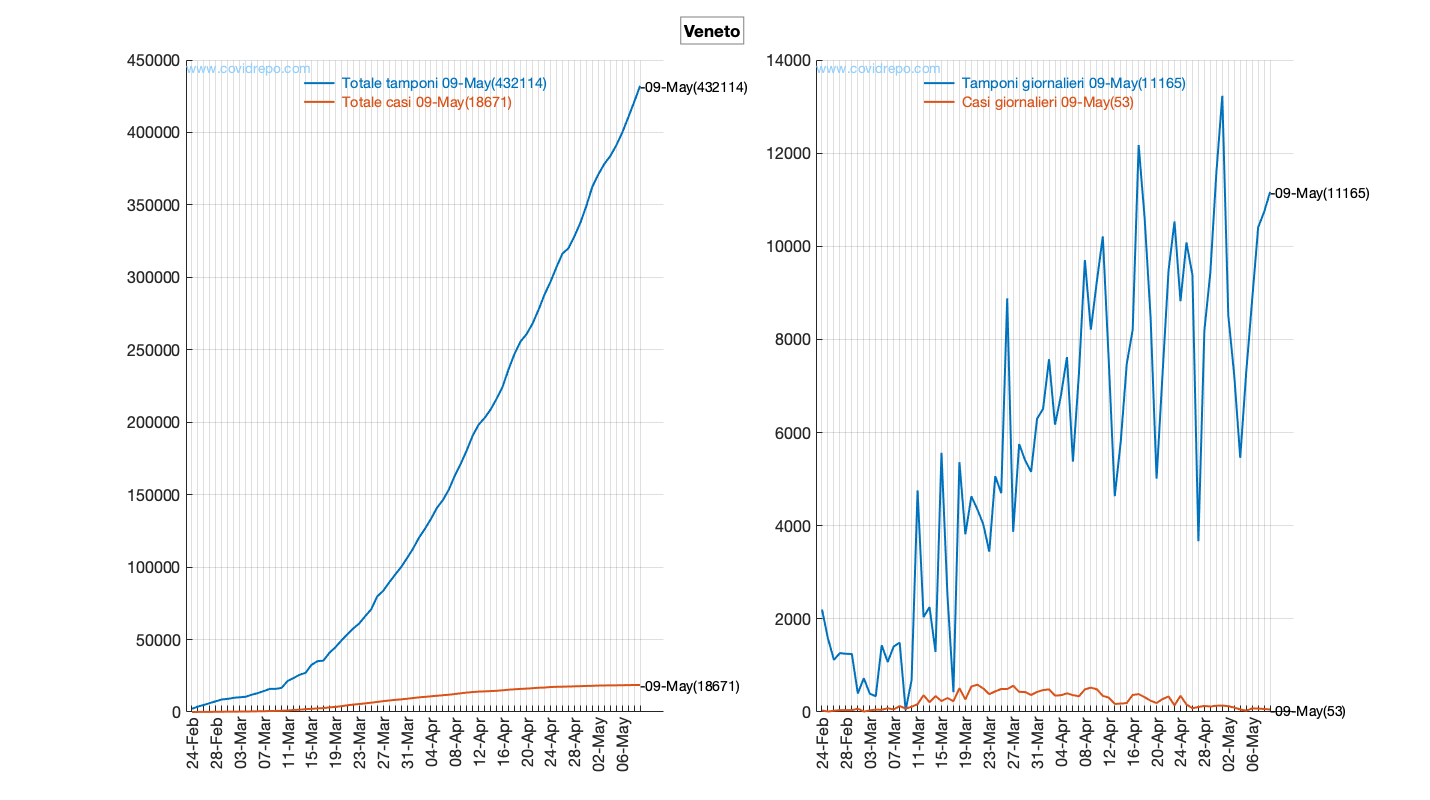 Veneto
www.covidrepo.com
Totale tamponi 09-May(432114)
Totale casi 09-May(18671)
450000
400000
350000
300000
250000
200000
150000
100000
50000
0
09-May(432114)
09-May(18671)
24-Feb
28-Feb
03-Mar
07-Mar
11-Mar
15-Mar
19-Mar
23-Mar
27-Mar
31-Mar
04-Apr
08-Apr
12-Apr
16-Apr
20-Apr
24-Apr
28-Apr
02-May
06-May
www.covidrepo.com
Tamponi giornalieri 09-May(11165)
Casi giornalieri 09-May(53)
14000
12000
10000
8000
6000
4000
2000
0
09-May(11165)
09-May(53)
24-Feb
28-Feb
03-Mar
07-Mar
11-Mar
15-Mar
19-Mar
23-Mar
27-Mar
31-Mar
04-Apr
08-Apr
12-Apr
16-Apr
20-Apr
24-Apr
28-Apr
02-May
06-May